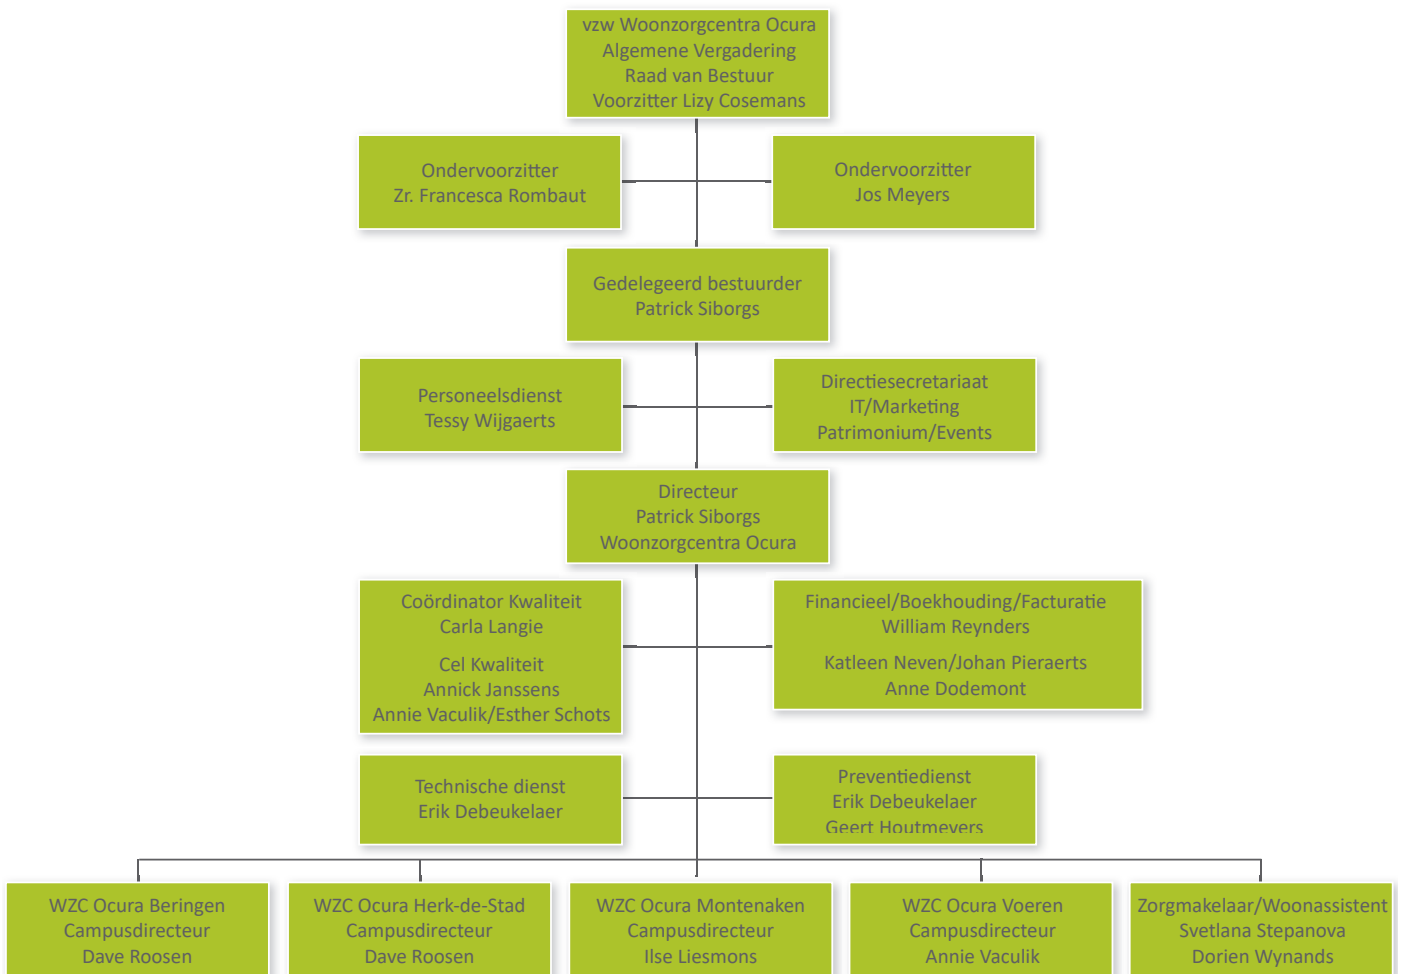 vzw Woonzorgcentra Ocura
Algemene Vergadering
Raad van Bestuur
Voorzitter Lizy Cosemans
Ondervoorzitter
Zr. Francesca Rombaut
Ondervoorzitter
Jos Meyers
Gedelegeerd bestuurder
Patrick Siborgs
Personeelsdienst
Tessy Wijgaerts
Directiesecretariaat
IT/Marketing
Patrimonium/Events
Directeur
Patrick Siborgs
Woonzorgcentra Ocura
Coördinator Kwaliteit
Carla Langie
Cel Kwaliteit
Annick Janssens
Annie Vaculik/Esther Schots
Financieel/Boekhouding/Facturatie
William Reynders
Katleen Neven/Johan Pieraerts
Anne Dodemont
Technische dienst
Erik Debeukelaer
Preventiedienst
Erik Debeukelaer
Geert Houtmeyers
WZC Ocura Beringen
Campusdirecteur
Dave Roosen
WZC Ocura Herk-de-Stad
Campusdirecteur
Dave Roosen
WZC Ocura Montenaken
Campusdirecteur
Ilse Liesmons
WZC Ocura Voeren
Campusdirecteur
Annie Vaculik
Zorgmakelaar/Woonassistent
Svetlana Stepanova
Dorien Wynands